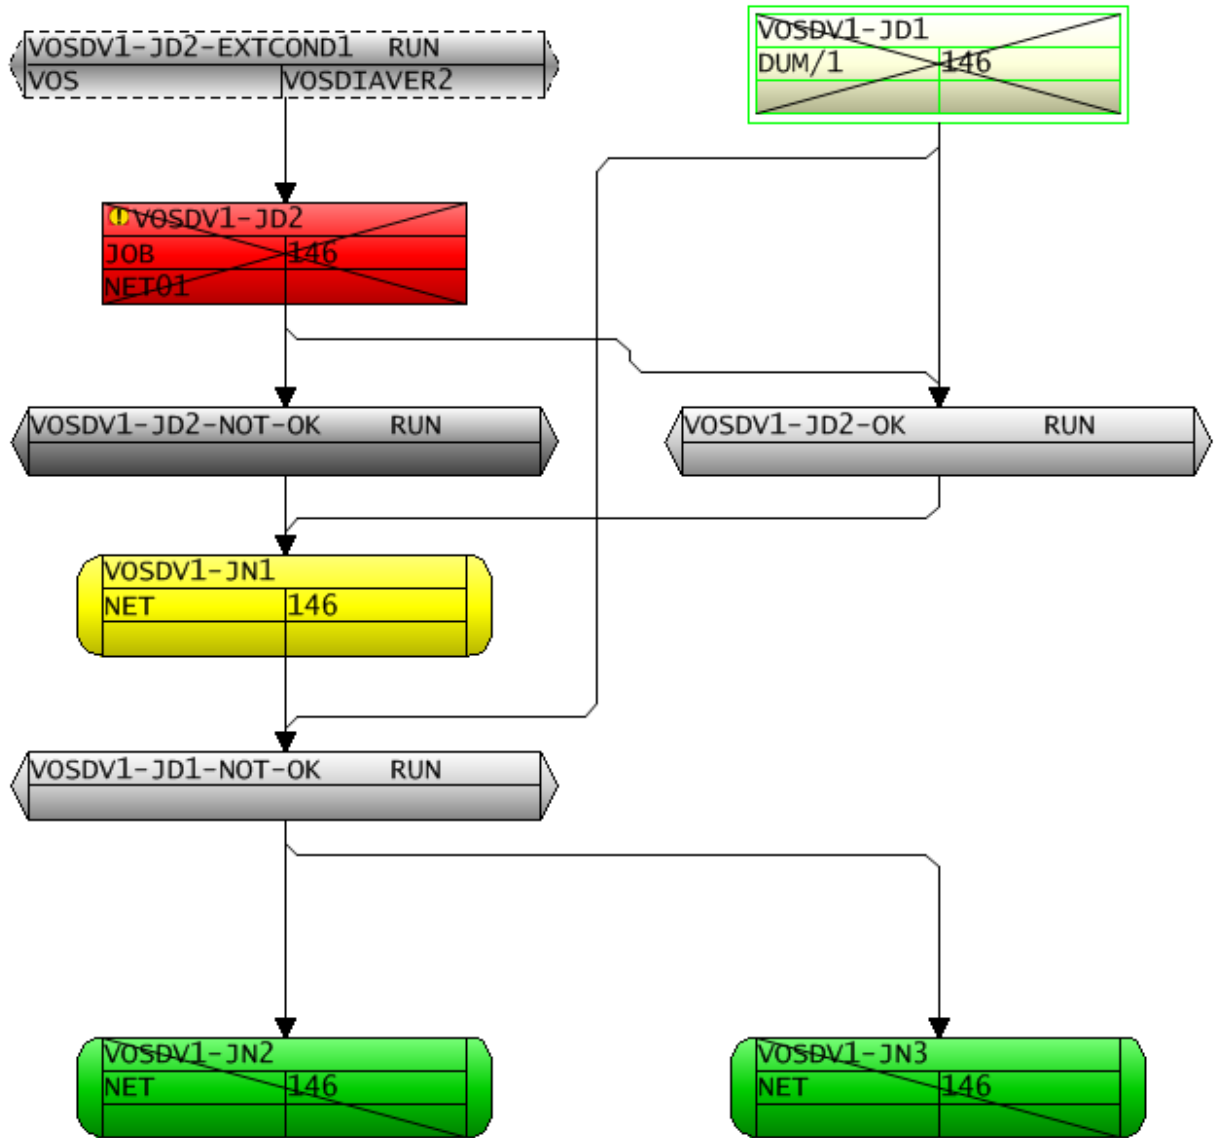 VOSDV1-JD2-EXTCOND1 RUN
VOS VOSDIAVER2
VOSDV1-JD1
DUM/1 146
! VOSDV1-JD2
JOB 146
NET01
VOSDV1-JD2-NOT-OK RUN
VOSDV1-JD2-OK RUN
VOSDV1-JN1
NET 146
VOSDV1-JD1-NOT-OK RUN
VOSDV1-JN2
NET 146
VOSDV1-JN3
NET 146